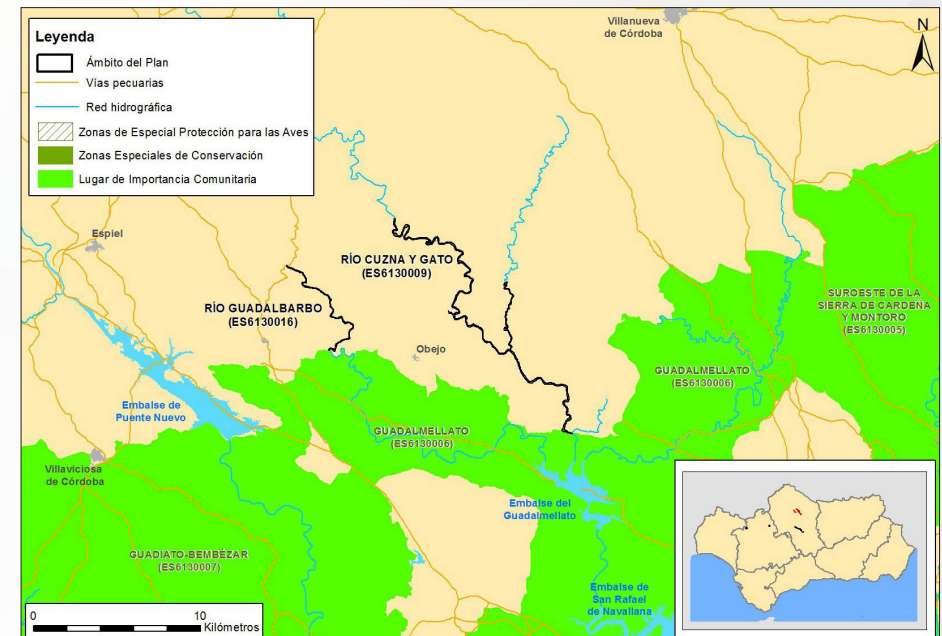 Leyenda
Ámbito del Plan
Vías pecuarias
Red hidrográfica
Zonas de Especial Protección para las Aves
Zonas Especiales de Conservación
Lugar de Importancia Comunitaria
Villanueva
de Córdoba
N
Espiel
RÍO CUZNA Y GATO
(ES6130009)
RÍO GUADALBARBO
(ES6130016)
SUROESTE DE LA
SIERRA DE CARDEÑA
Y MONTORO
(ES6130005)
Obejo
GUADALMELLATO
(ES6130006)
Embalse de
Puente Nuevo
GUADALMELLATO
(ES6130006)
Villaviciosa
de Córdoba
Embalse del
Guadalmellato
GUADIATO-BEMBÉZAR
(ES6130007)
Embalse de
San Rafael
de Navallana
0 10
Kilómetros